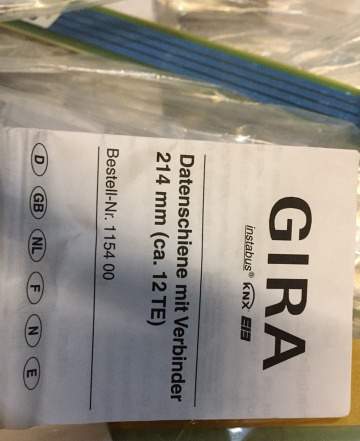 GIRA
instabus® KNX EIB
Datenschiene mit Verbinder
214 mm (ca. 12 TE)
Bestell-Nr. 1154 00
D GB NL F N E